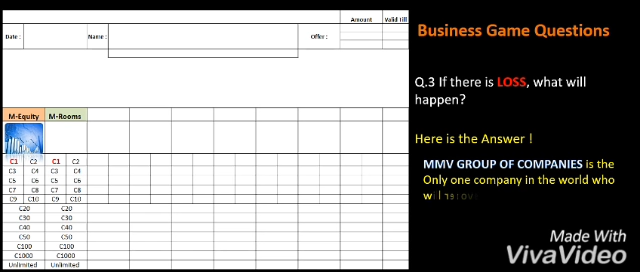 Amount Valid Till
Date : Name : Offer :
Business Game Questions
Q.3 If there is LOSS, what will
happen?
Here is the Answer !
MMV GROUP OF COMPANIES is the
Only one company in the world who
M-Equity M-Rooms
C1 C2 C1 C2
C3 C4 C3 C4
C5 C6 C5 C6
C7 C8 C7 C8
C9 C10 C9 C10
C20 C20
C30 C30
C40 C40
C50 C50
C100 C100
C1000 C1000
Unlimited Unlimited
Made With
VivaVideo